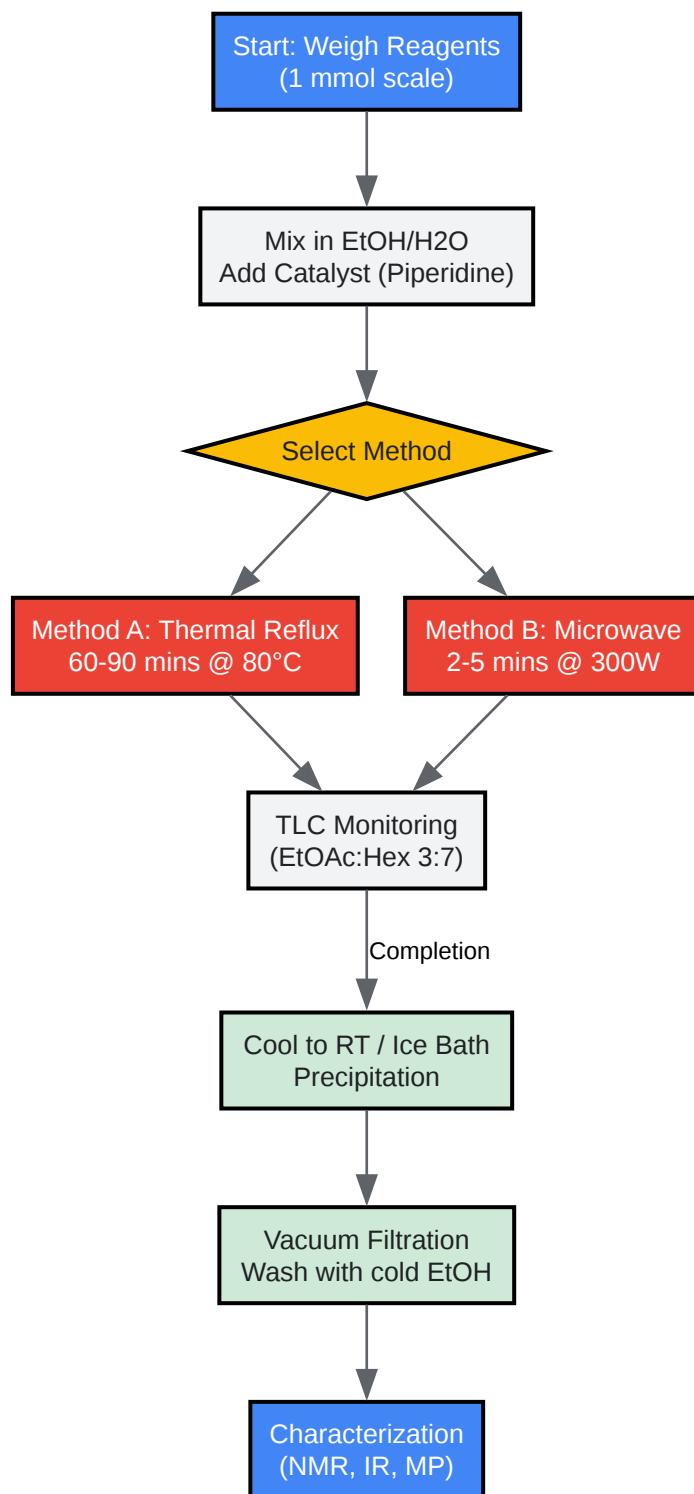 Start: Weigh Reagents
(1 mmol scale)
Mix in EtOH/H2O
Add Catalyst (Piperidine)
Select Method
Method A: Thermal Reflux
60-90 mins @ 80°C
Method B: Microwave
2-5 mins @ 300W
TLC Monitoring
(EtOAc:Hex 3:7)
Completion
Cool to RT / Ice Bath
Precipitation
Vacuum Filtration
Wash with cold EtOH
Characterization
(NMR, IR, MP)